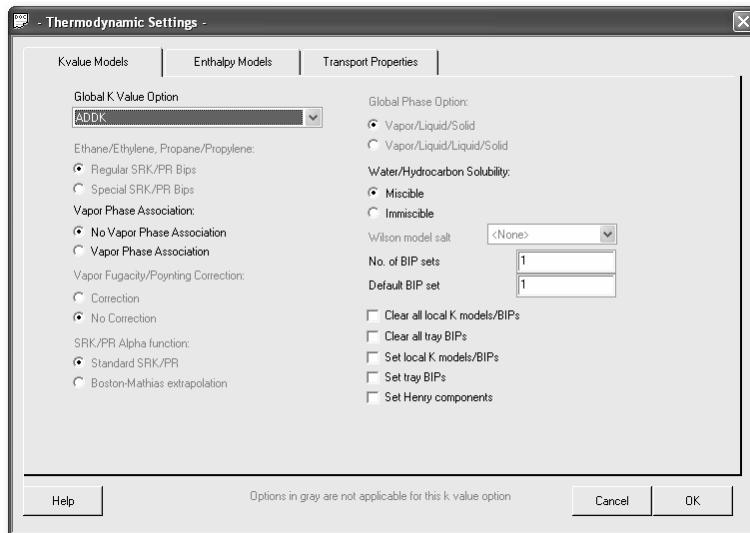 - Thermodynamic Settings -
Kvalue Models
Enthalpy Models
Transport Properties
Global K Value Option
ADDK
Ethane/Ethylene, Propane/Propylene:
Regular SRK/PR Bips
Special SRK/PR Bips
Vapor Phase Association:
No Vapor Phase Association
Vapor Phase Association
Vapor Fugacity/Poynting Correction:
Correction
No Correction
SRK/PR Alpha function:
Standard SRK/PR
Boston-Mathias extrapolation
Global Phase Option:
Vapor/Liquid/Solid
Vapor/Liquid/Liquid/Solid
Water/Hydrocarbon Solubility:
Miscible
Immiscible
Wilson model salt <None>
No. of BIP sets 1
Default BIP set 1
Clear all local K models/BIPs
Clear all tray BIPs
Set local K models/BIPs
Set tray BIPs
Set Henry components
Help
Options in gray are not applicable for this k value option
Cancel
OK